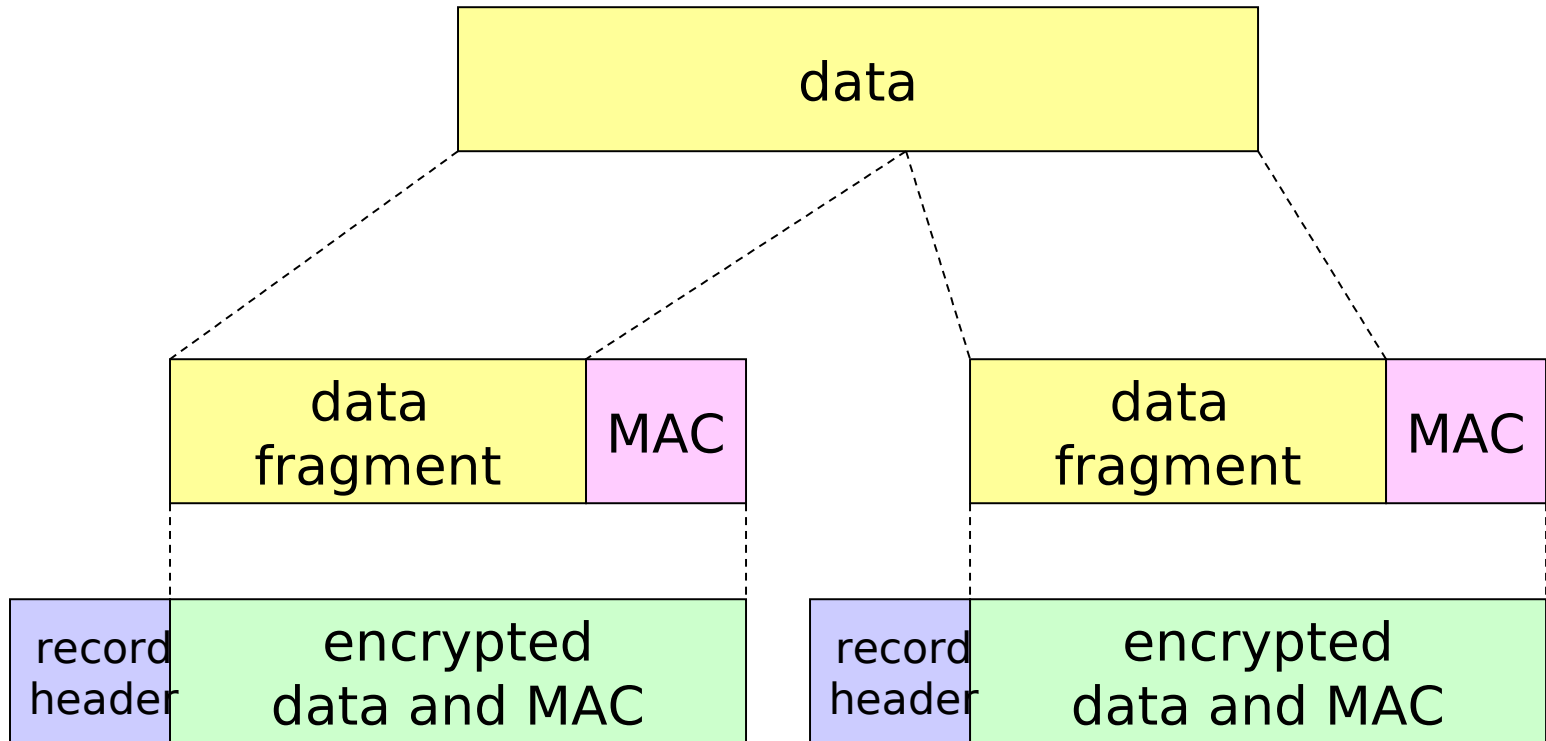 data
data
fragment
MAC
data
fragment
MAC
record
header
encrypted
data and MAC
record
header
encrypted
data and MAC